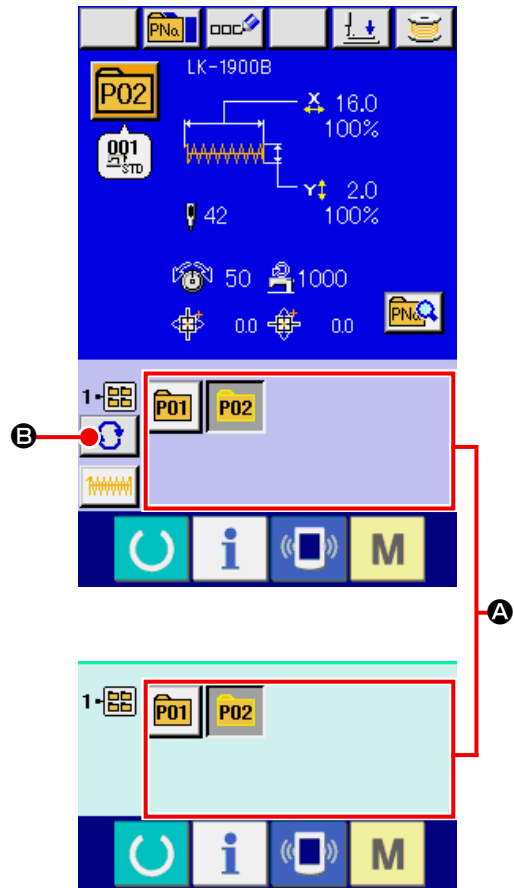 PNo.
P02
LK-1900B
X 16.0
100%
001
STD
Y 2.0
100%
42
50 1000
PNo.
0.0 0.0
1·
P01 P02
B
i M
A
1·
P01 P02
i M